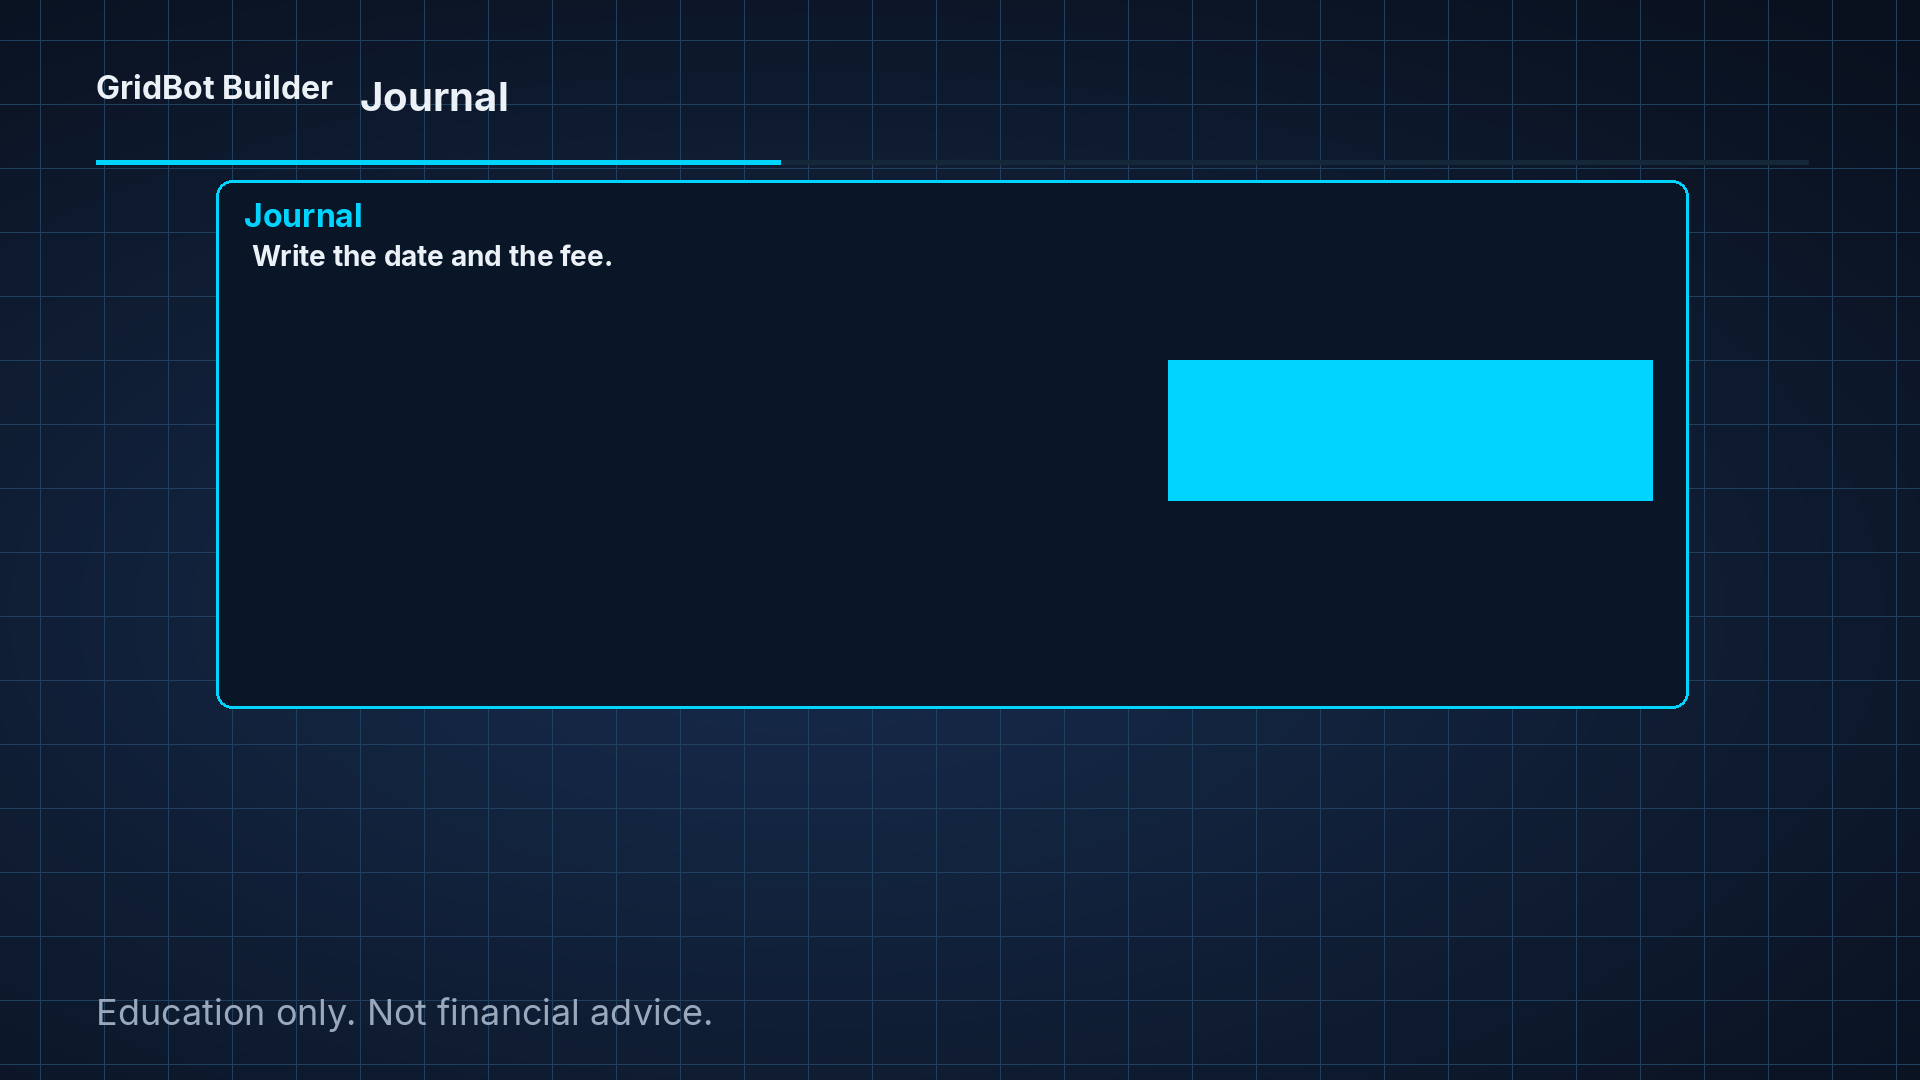 GridBot Builder
Journal
Journal
Write the date and the fee.
Education only. Not financial advice.